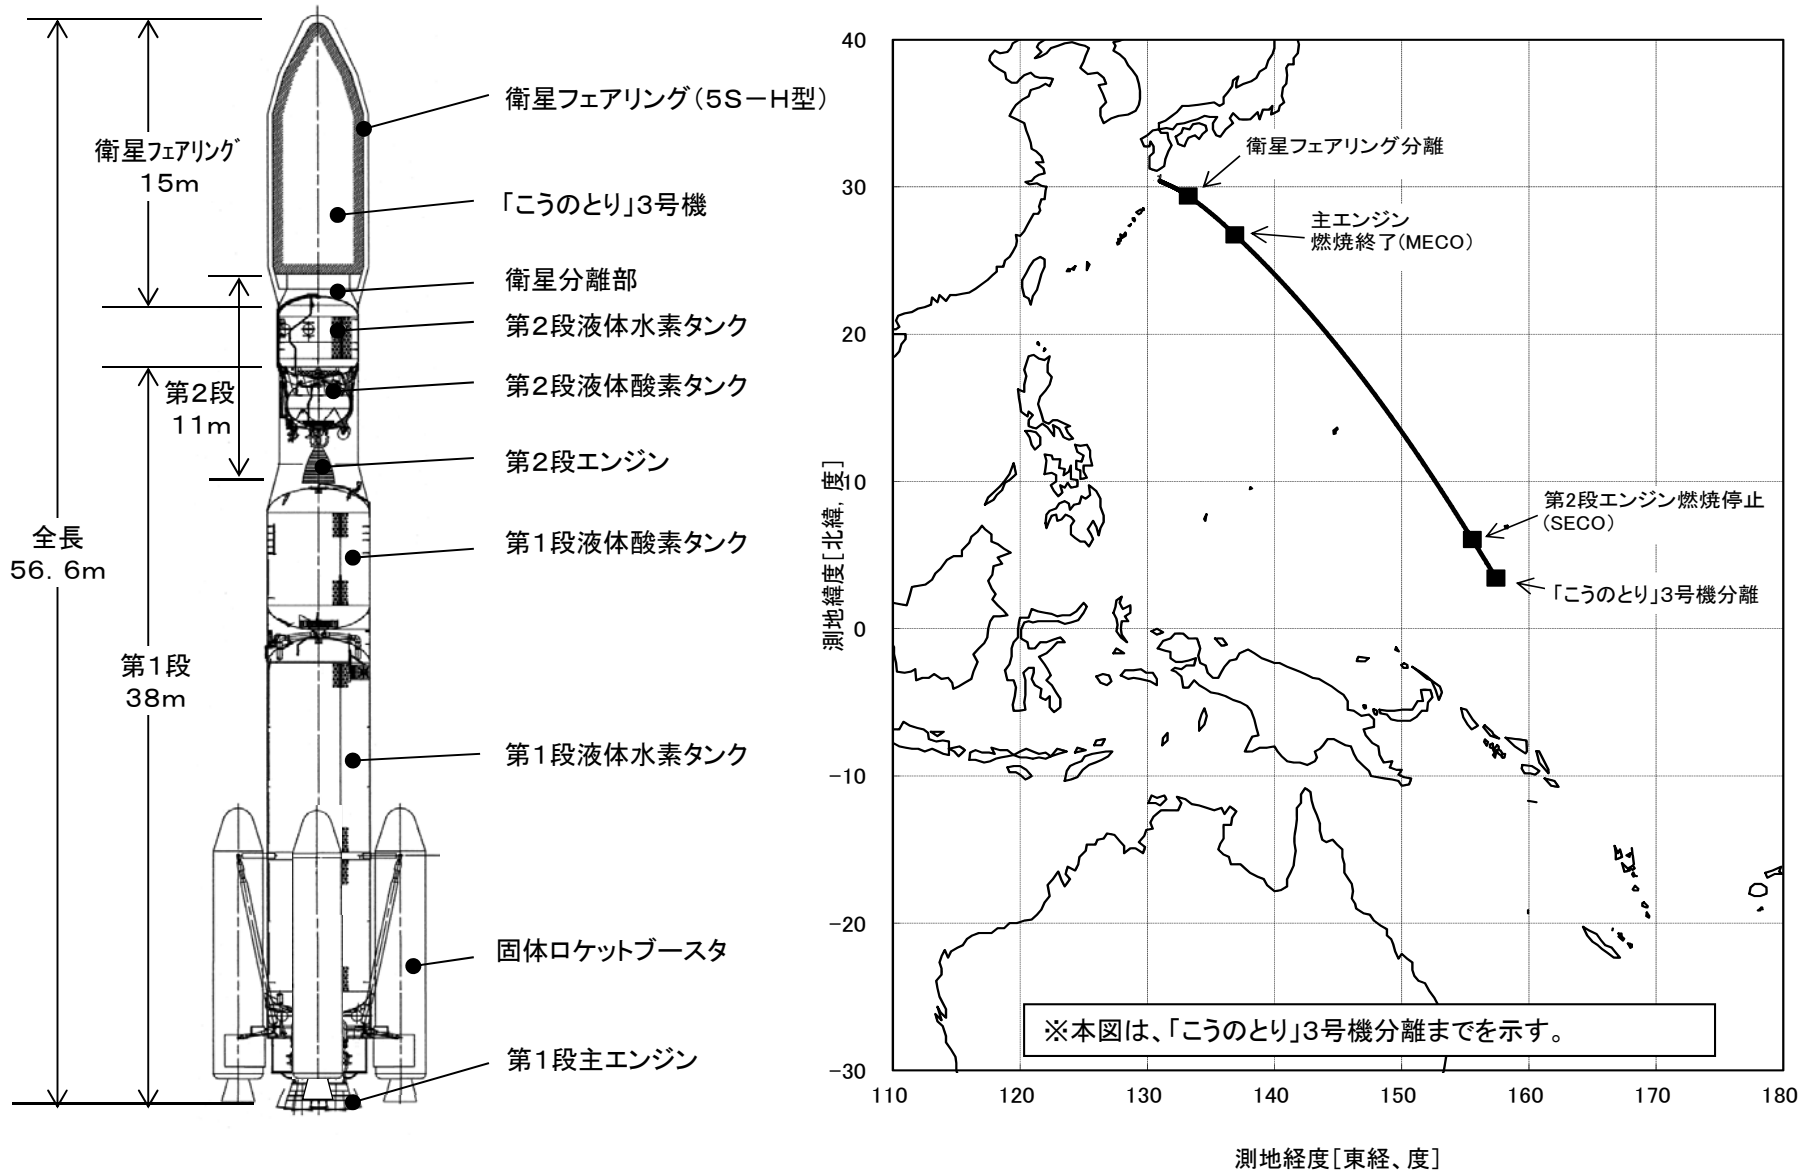 衛星フェアリング
15m
第2段
11m
全長
56.6m
第1段
38m
衛星フェアリング(5S-H型)
「こうのとり」3号機
衛星分離部
第2段液体水素タンク
第2段液体酸素タンク
第2段エンジン
第1段液体酸素タンク
第1段液体水素タンク
固体ロケットブースタ
第1段主エンジン
測地緯度[北緯,度]
40
30
20
10
0
-10
-20
-30
衛星フェアリング分離
主エンジン
燃焼終了(MECO)
第2段エンジン燃焼停止
(SECO)
「こうのとり」3号機分離
※本図は、「こうのとり」3号機分離までを示す。
110 120 130 140 150 160 170 180
測地経度[東経、度]